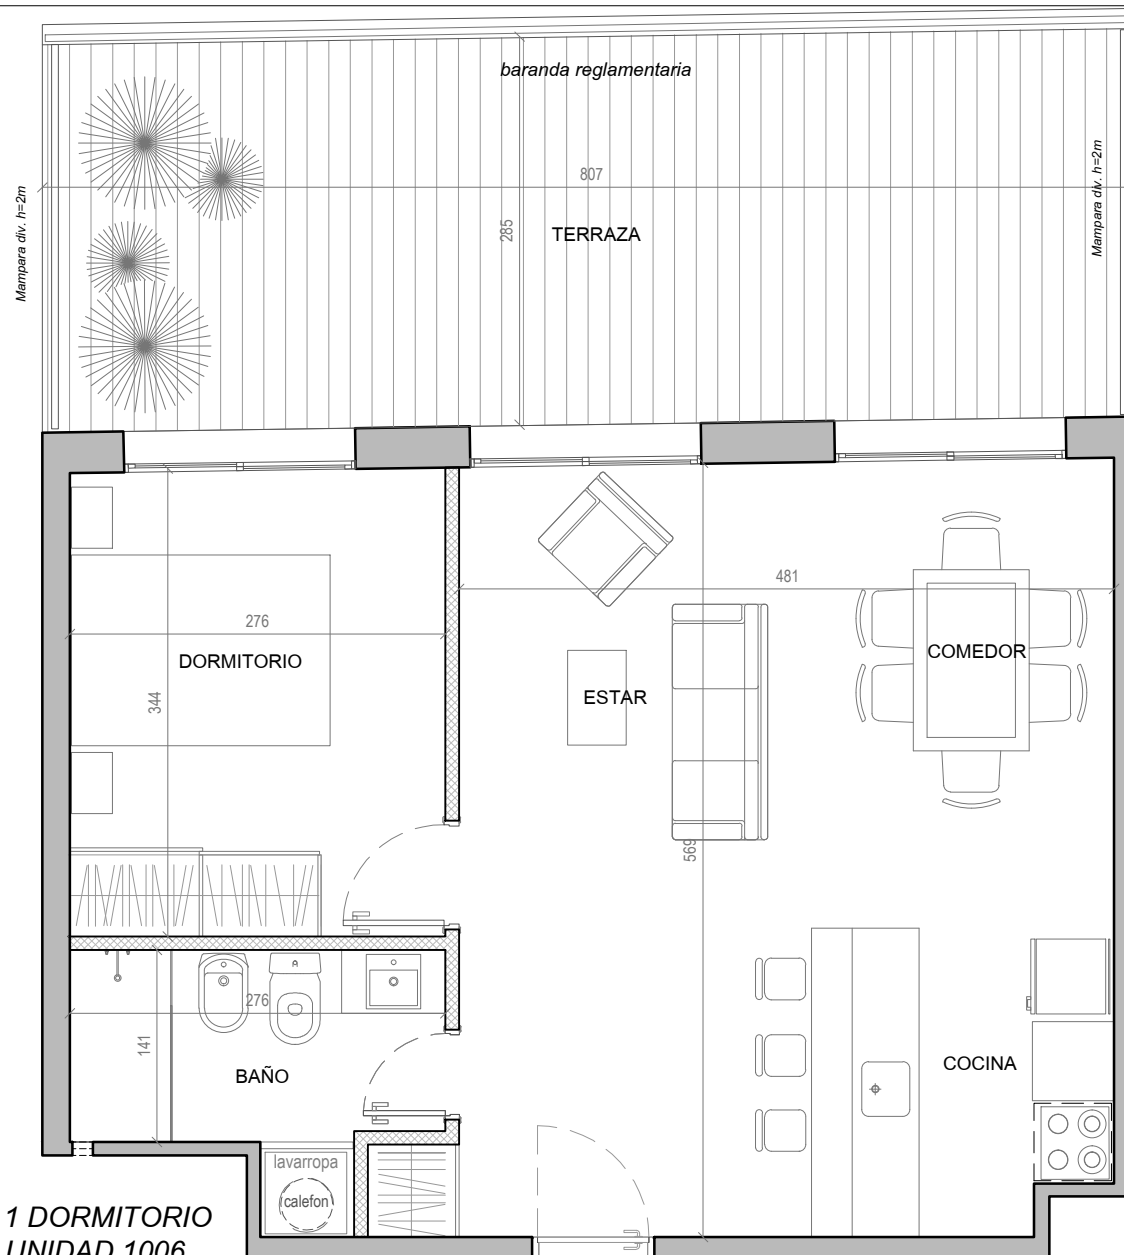 baranda reglamentaria
Mampara div. h=2m
Mampara div. h=2m
807
285
TERRAZA
481
276
DORMITORIO
344
ESTAR
COMEDOR
569
276
141
BAÑO
COCINA
lavarropa
calefon
1 DORMITORIO
UNIDAD 1006